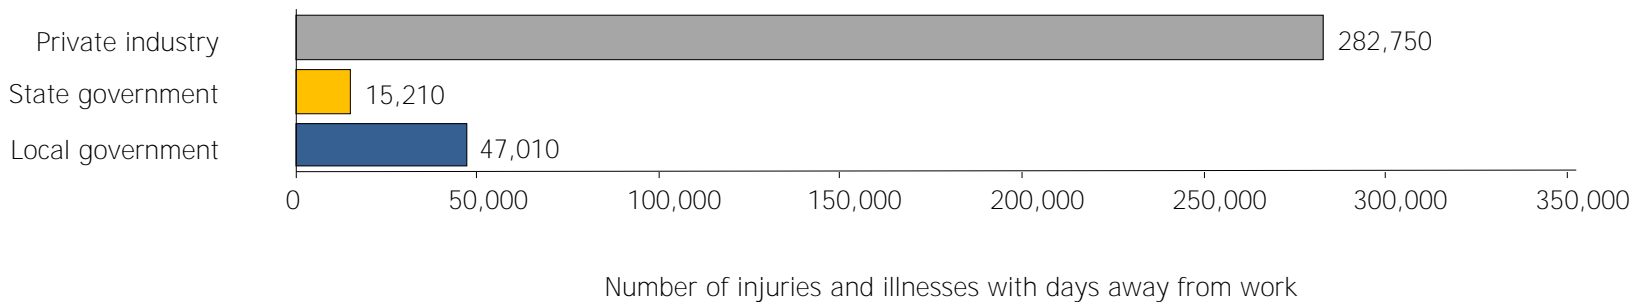 Private industry 282,750
State government 15,210
Local government 47,010
0 50,000 100,000 150,000 200,000 250,000 300,000 350,000
Number of injuries and illnesses with days away from work